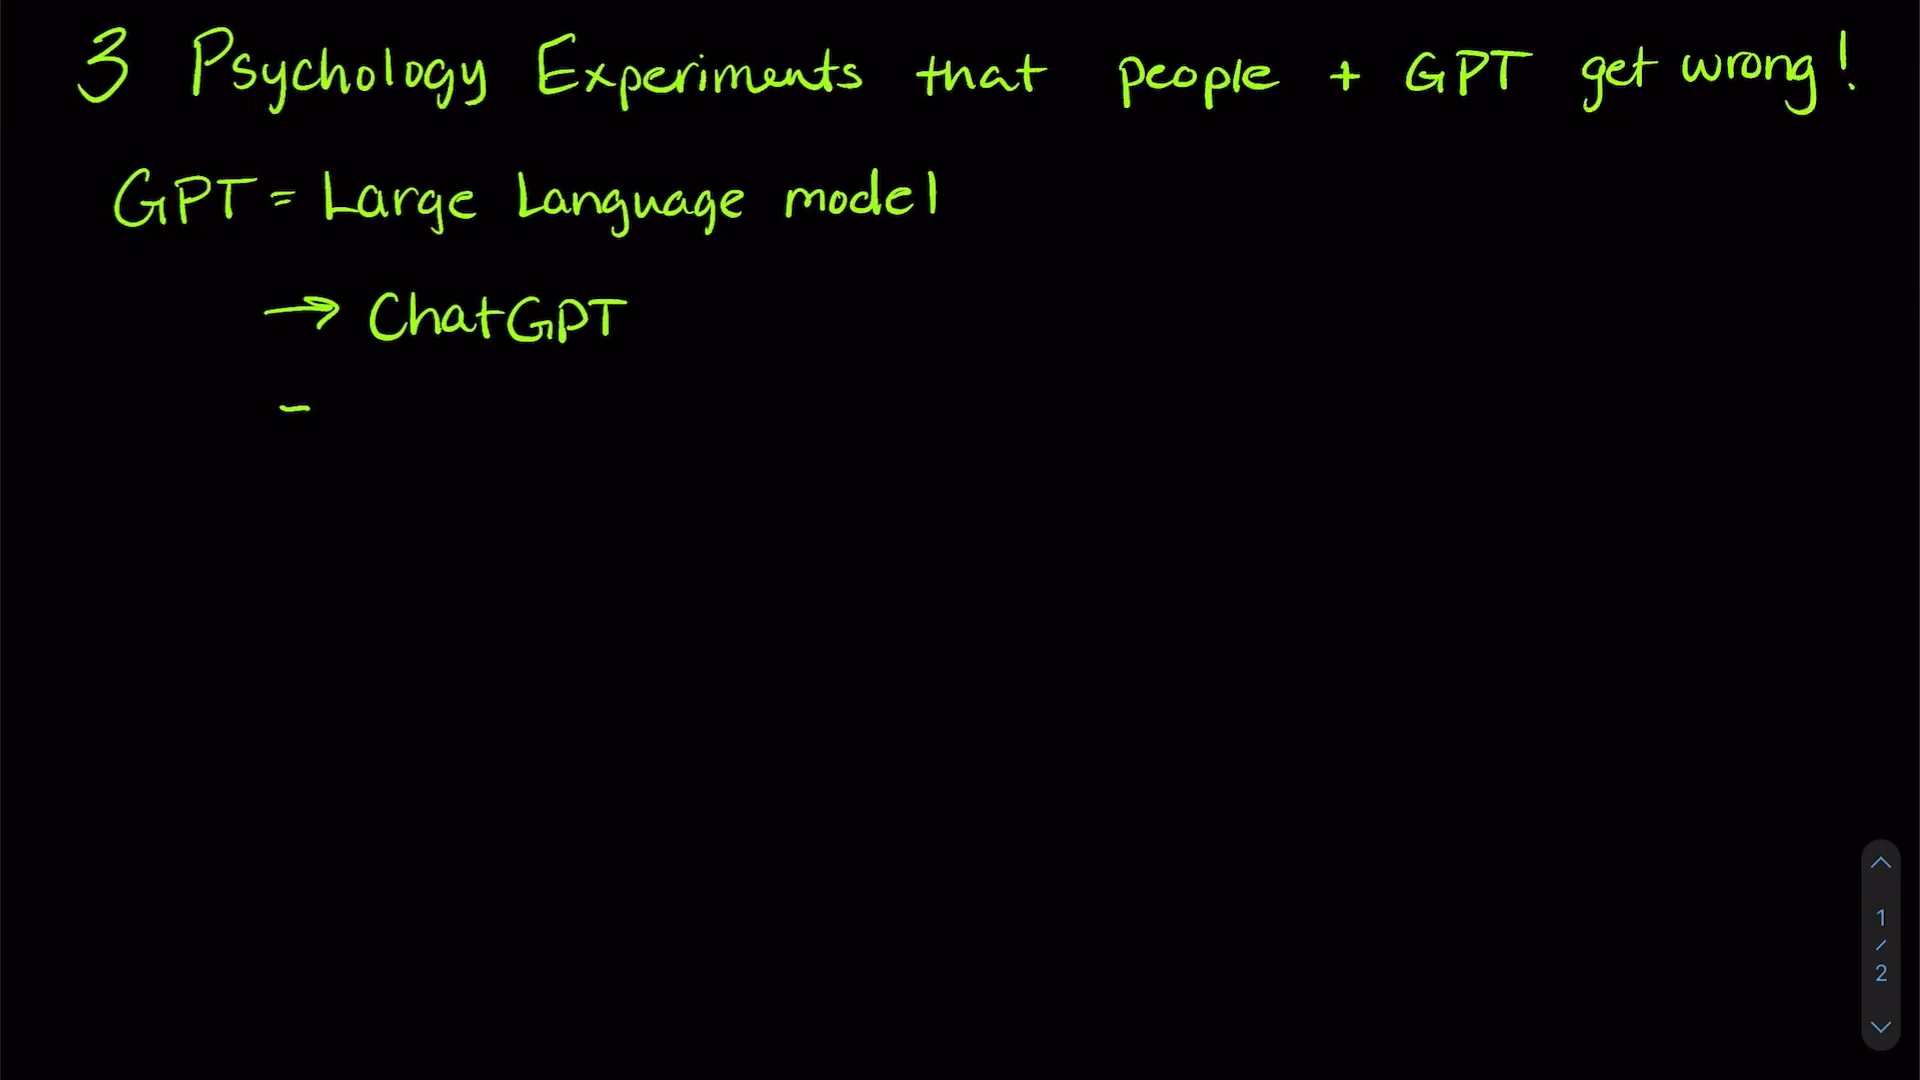 3 Psychology Experiments that people + GPT get wrong!
GPT = Large Language model
→ ChatGPT
-
1
/
2